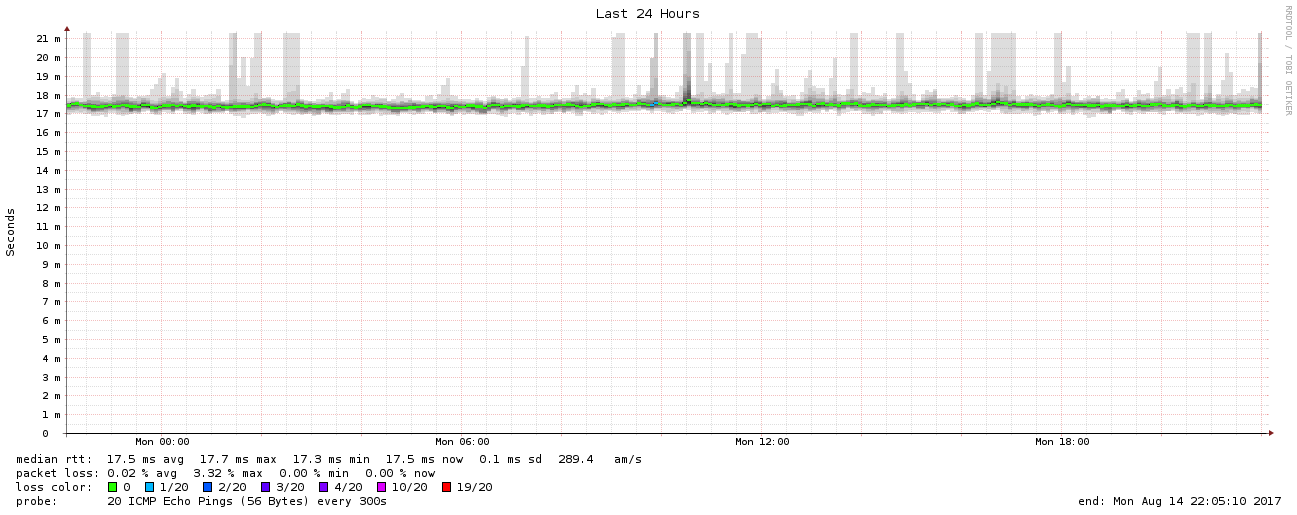 Last 24 Hours
RRDTOOL / TOBI OETIKER
Seconds
21 m
20 m
19 m
18 m
17 m
16 m
15 m
14 m
13 m
12 m
11 m
10 m
9 m
8 m
7 m
6 m
5 m
4 m
3 m
2 m
1 m
0
Mon 00:00 Mon 06:00 Mon 12:00 Mon 18:00
median rtt: 17.5 ms avg 17.7 ms max 17.3 ms min 17.5 ms now 0.1 ms sd 289.4 am/s
packet loss: 0.02 % avg 3.32 % max 0.00 % min 0.00 % now
loss color: 0 1/20 2/20 3/20 4/20 10/20 19/20
probe: 20 ICMP Echo Pings (56 Bytes) every 300s end: Mon Aug 14 22:05:10 2017